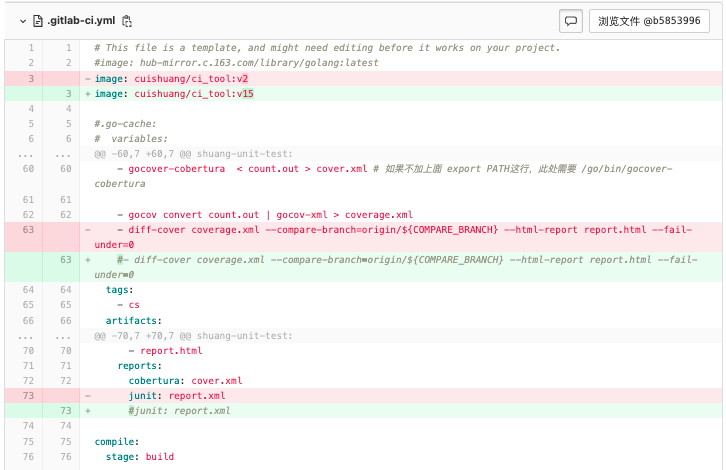 .gitlab-ci.yml
浏览文件 @b5853996
1 1 # This file is a template, and might need editing before it works on your project.
2 2 #image: hub-mirror.c.163.com/library/golang:latest
3 - image: cuishuang/ci_tool:v2
3 + image: cuishuang/ci_tool:v15
4 4
5 5 #.go-cache:
6 6 #  variables:
... ... @@ -60,7 +60,7 @@ shuang-unit-test:
60 60 - gocover-cobertura  < count.out > cover.xml # 如果不加上面 export PATH这行，此处需要 /go/bin/gocover-
cobertura
61 61
62 62 - gocov convert count.out | gocov-xml > coverage.xml
63 - - diff-cover coverage.xml --compare-branch=origin/${COMPARE_BRANCH} --html-report report.html --fail-
under=0
63 + #- diff-cover coverage.xml --compare-branch=origin/${COMPARE_BRANCH} --html-report report.html --fail-
under=0
64 64 tags:
65 65 - cs
66 66 artifacts:
... ... @@ -70,7 +70,7 @@ shuang-unit-test:
70 70 - report.html
71 71 reports:
72 72 cobertura: cover.xml
73 - junit: report.xml
73 + #junit: report.xml
74 74
75 75 compile:
76 76 stage: build